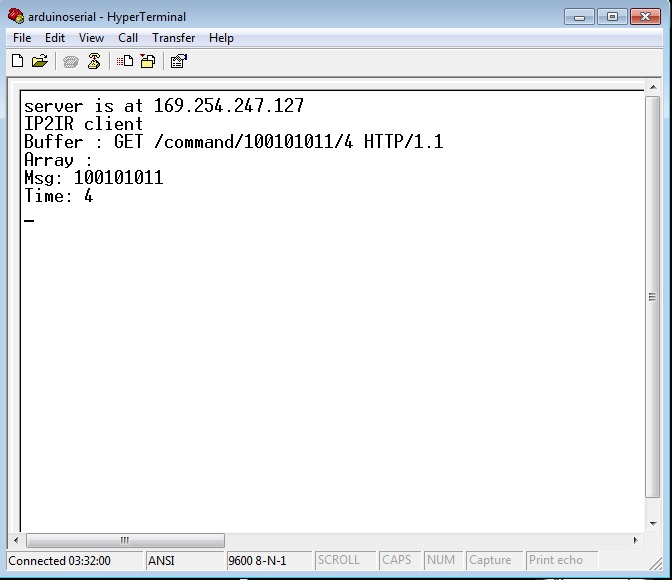 arduinoserial - HyperTerminal
File Edit View Call Transfer Help
server is at 169.254.247.127
IP2IR client
Buffer : GET /command/100101011/4 HTTP/1.1
Array :
Msg: 100101011
Time: 4
_
Connected 03:32:00 ANSI 9600 8-N-1 SCROLL CAPS NUM Capture Print echo